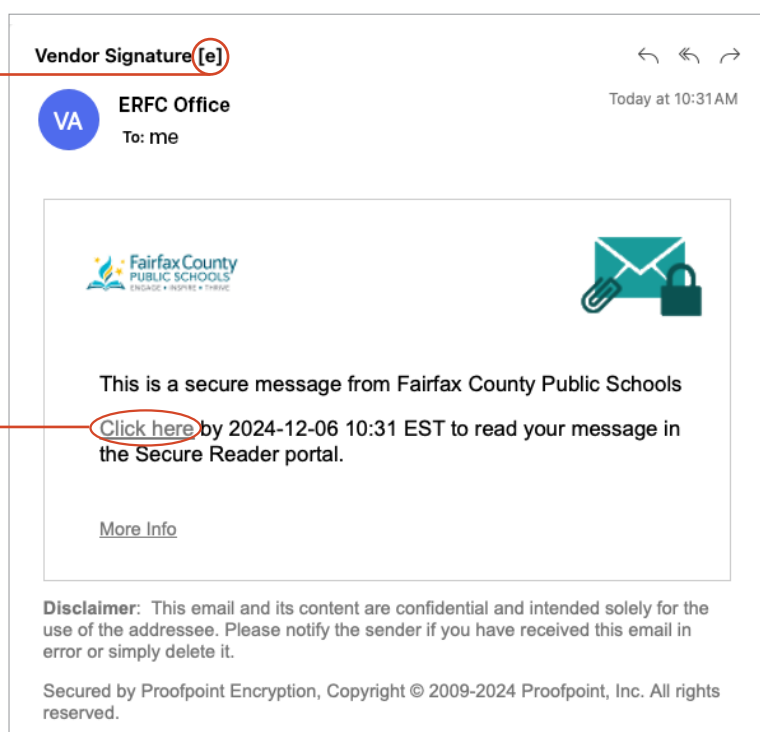 Vendor Signature [e]
VA
ERFC Office
Today at 10:31AM
To: me
Fairfax County
PUBLIC SCHOOLS
ENGAGE • INSPIRE • THRIVE
This is a secure message from Fairfax County Public Schools
Click here by 2024-12-06 10:31 EST to read your message in
the Secure Reader portal.
More Info
Disclaimer: This email and its content are confidential and intended solely for the
use of the addressee. Please notify the sender if you have received this email in
error or simply delete it.
Secured by Proofpoint Encryption, Copyright © 2009-2024 Proofpoint, Inc. All rights
reserved.